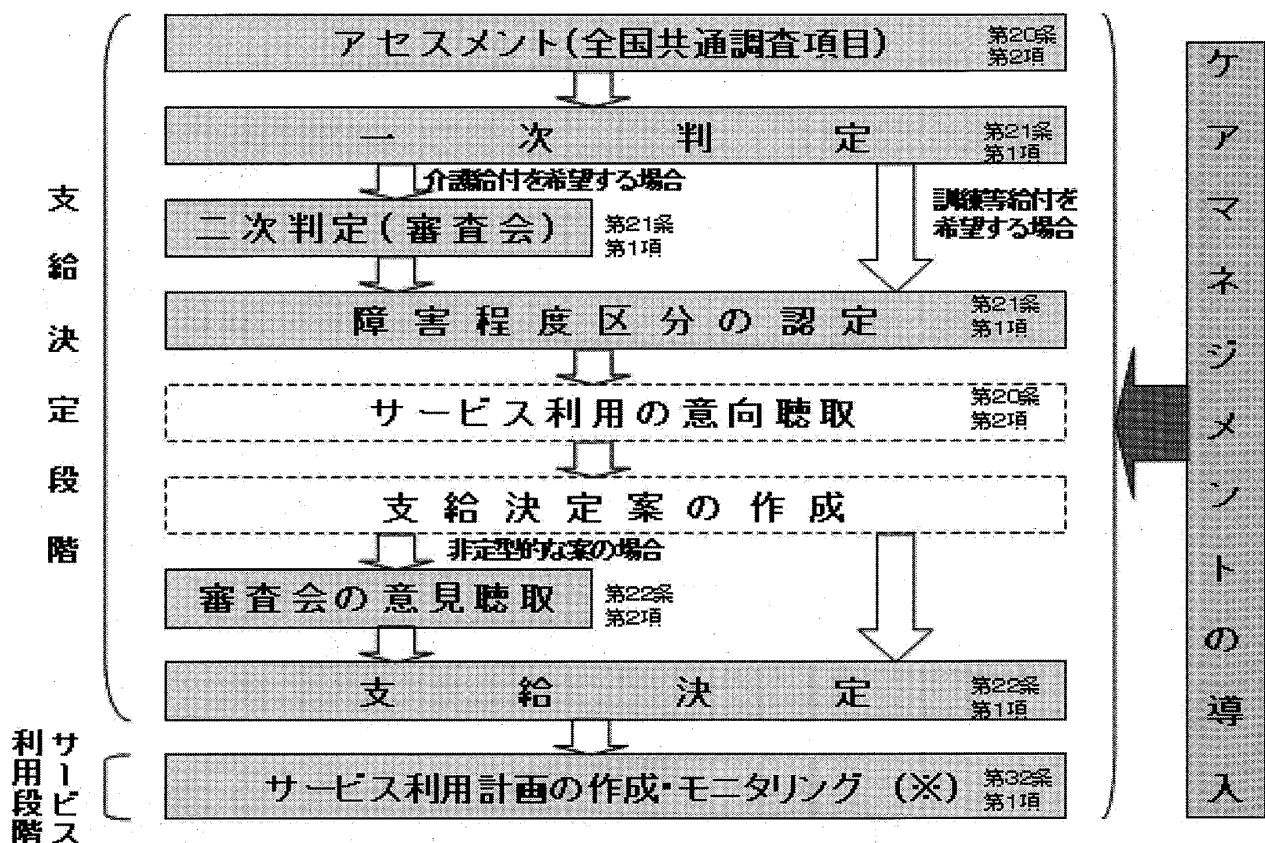 アセスメント(全国共通調査項目)
第20条
第2項
一次判定
第21条
第1項
介護給付を希望する場合
訓練等給付を
希望する場合
二次判定(審査会)
第21条
第1項
障害程度区分の認定
第21条
第1項
サービス利用の意向聴取
第20条
第2項
支給決定案の作成
非定型的な案の場合
審査会の意見聴取
第22条
第2項
支給決定
第22条
第1項
サービス利用計画の作成・モニタリング (※)
第32条
第1項
支給決定段階
サービス
利用段階
ケアマネジメントの導入